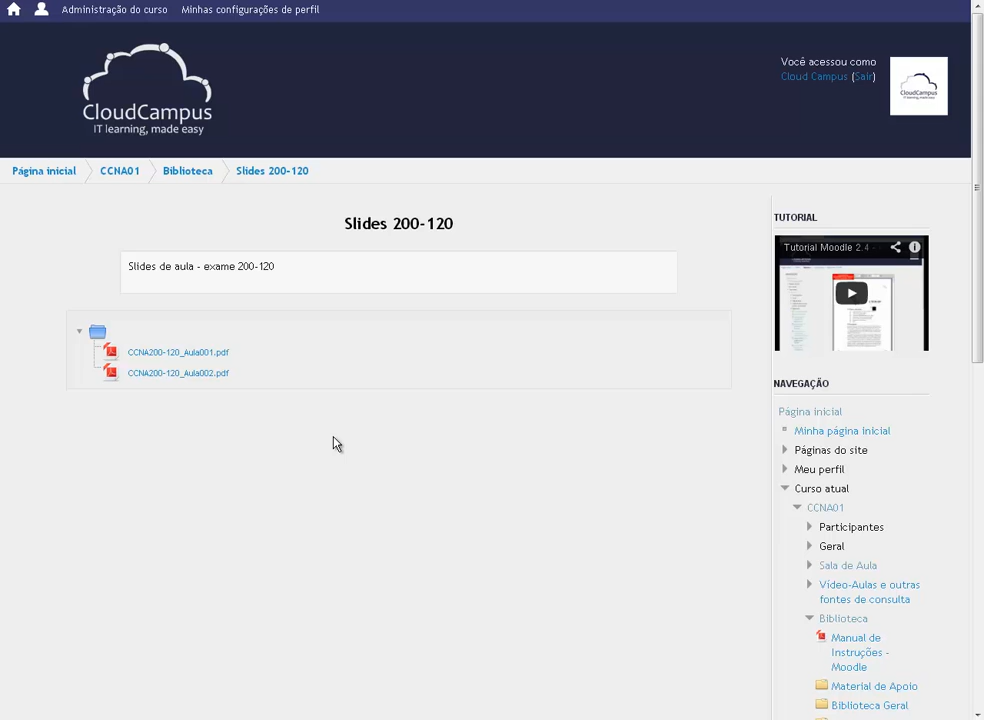 Administração do curso Minhas configurações de perfil
CloudCampus
IT learning, made easy
Você acessou como
Cloud Campus (Sair)
CloudCampus
Página inicial CCNA01 Biblioteca Slides 200-120
Slides 200-120
Slides de aula - exame 200-120
CCNA200-120_Aula001.pdf
CCNA200-120_Aula002.pdf
TUTORIAL
Tutorial Moodle 2.4 -
NAVEGAÇÃO
Página inicial
Minha página inicial
Páginas do site
Meu perfil
Curso atual
CCNA01
Participantes
Geral
Sala de Aula
Vídeo-Aulas e outras
fontes de consulta
Biblioteca
Manual de
Instruções -
Moodle
Material de Apoio
Biblioteca Geral